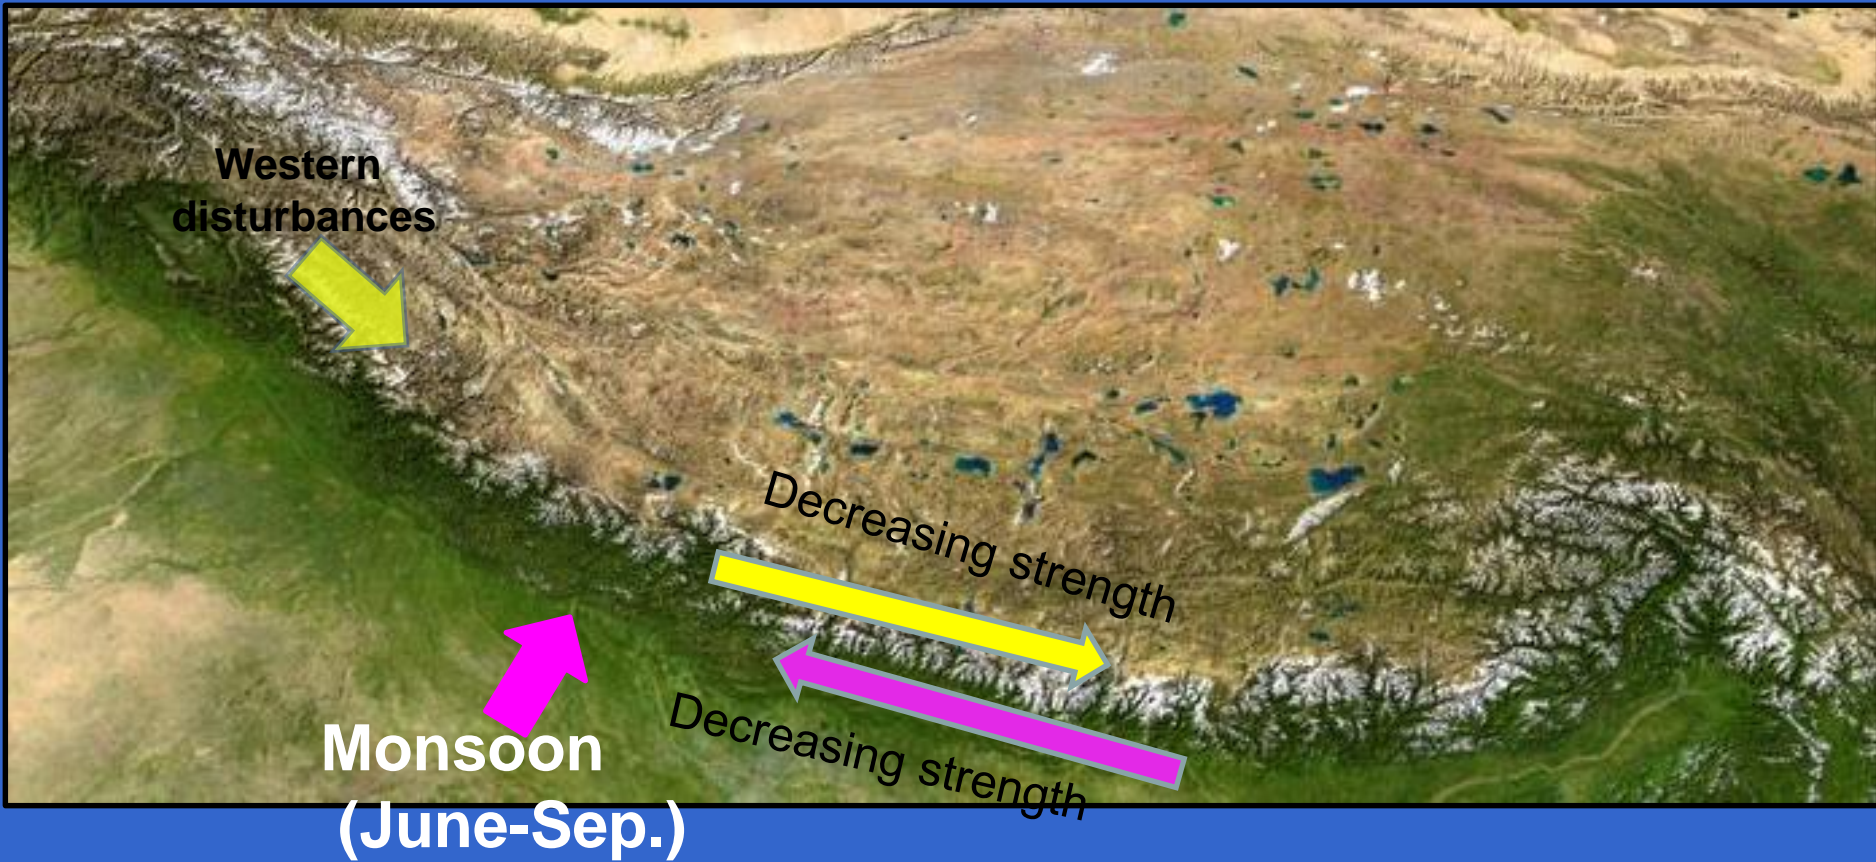 Western
disturbances
Decreasing strength
Decreasing strength
Monsoon
(June-Sep.)